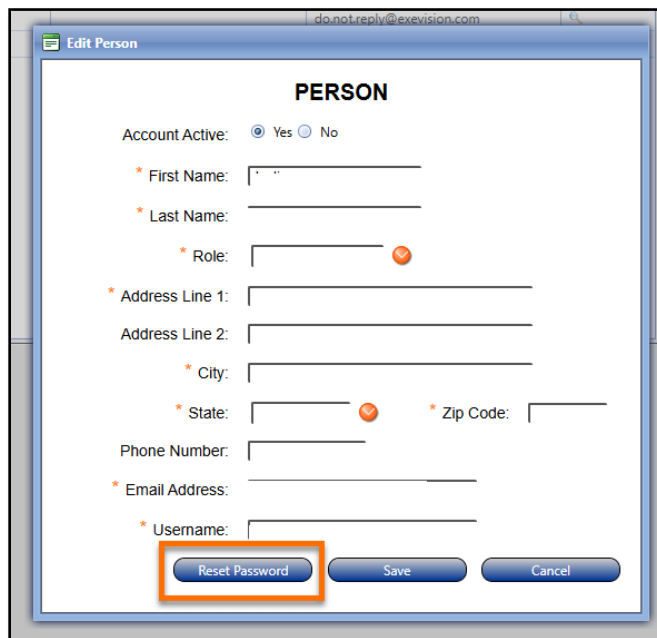 do.not.reply@exevision.com
Edit Person
PERSON
Account Active: Yes No
* First Name:
* Last Name:
* Role:
* Address Line 1:
Address Line 2:
* City:
* State: * Zip Code:
Phone Number:
* Email Address:
* Username:
Reset Password Save Cancel